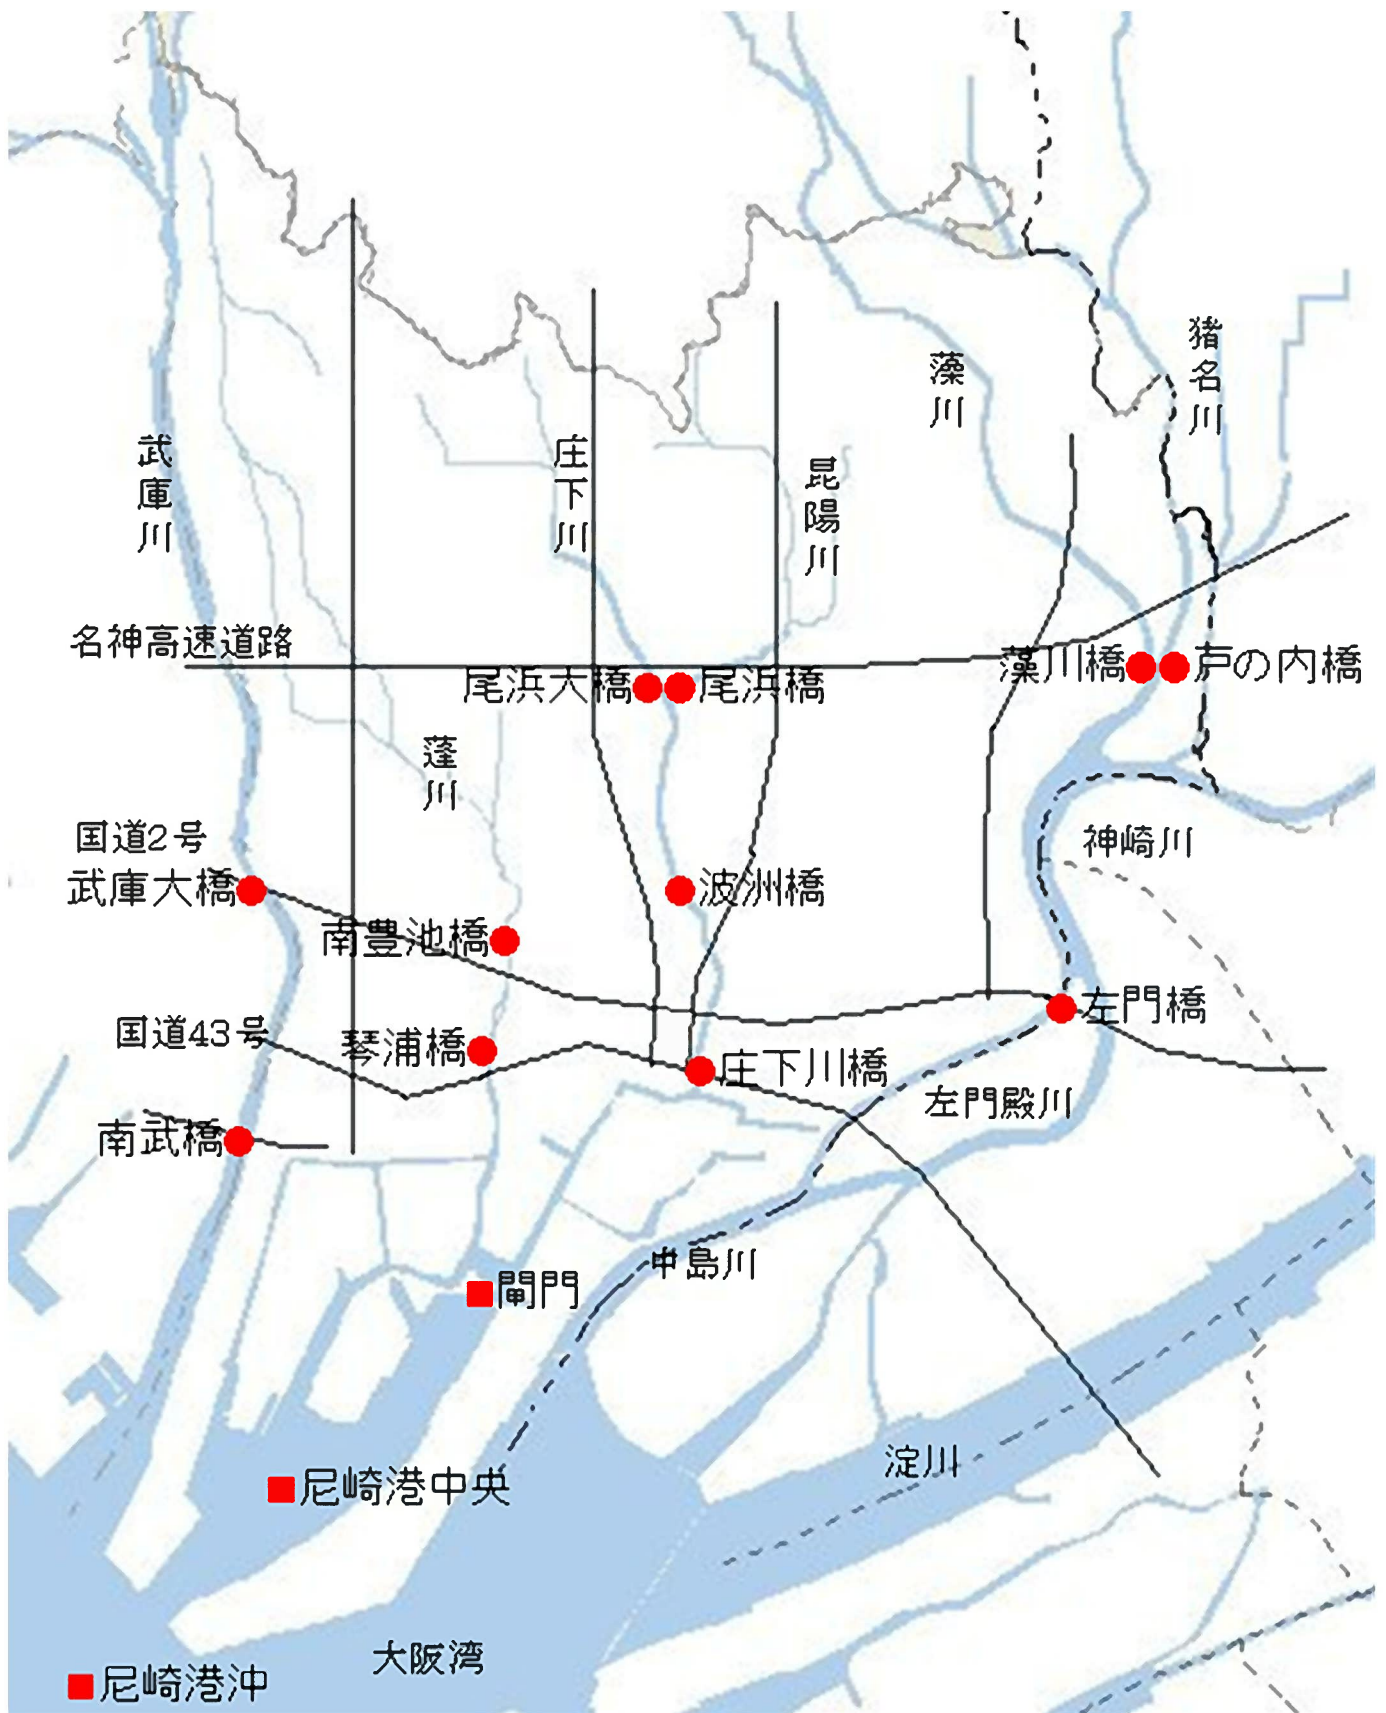 猪名川
藻川
武庫川
庄下川
昆陽川
名神高速道路
藻川橋
戸の内橋
尾浜大橋
尾浜橋
蓬川
国道2号
神崎川
武庫大橋
波洲橋
南豊池橋
左門橋
国道43号
琴浦橋
庄下川橋
左門殿川
南武橋
中島川
閘門
淀川
尼崎港中央
大阪湾
尼崎港沖